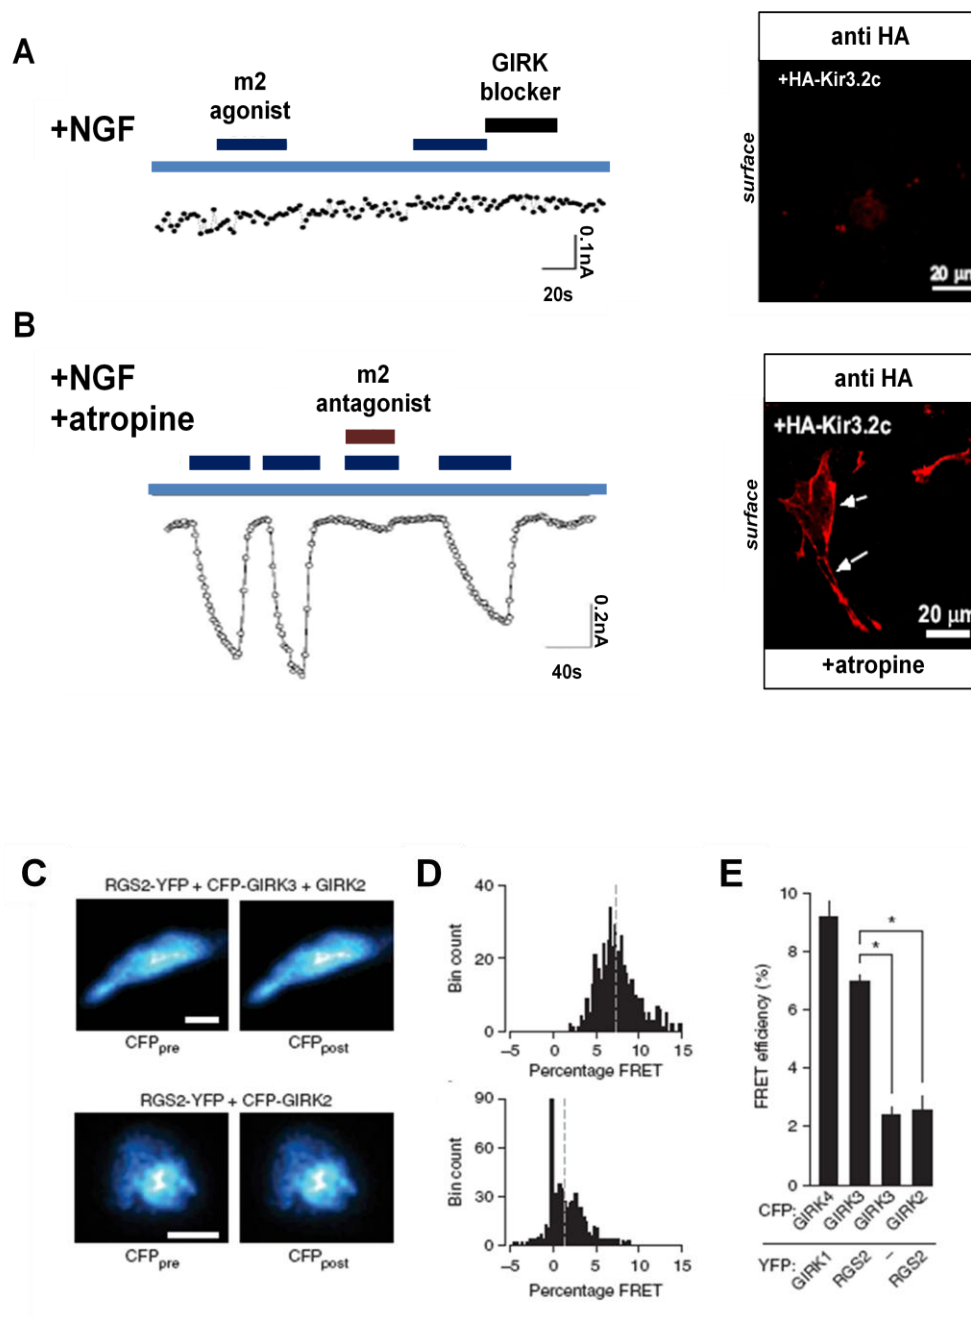 A
+NGF
m2
agonist
GIRK
blocker
0.1nA
20s
anti HA
+HA-Kir3.2c
surface
20 μm
B
+NGF
+atropine
m2
antagonist
0.2nA
40s
anti HA
+HA-Kir3.2c
surface
20 μm
+atropine
C
RGS2-YFP + CFP-GIRK3 + GIRK2
CFPpre
CFPpost
RGS2-YFP + CFP-GIRK2
CFPpre
CFPpost
D
Bin count
40
20
0
−5 0 5 10 15
Percentage FRET
Bin count
90
60
30
0
−5 0 5 10 15
Percentage FRET
E
FRET efficiency (%)
10
8
6
4
2
0
* *
CFP: GIRK4 GIRK3 GIRK3 GIRK2
YFP: GIRK1 RGS2 – RGS2